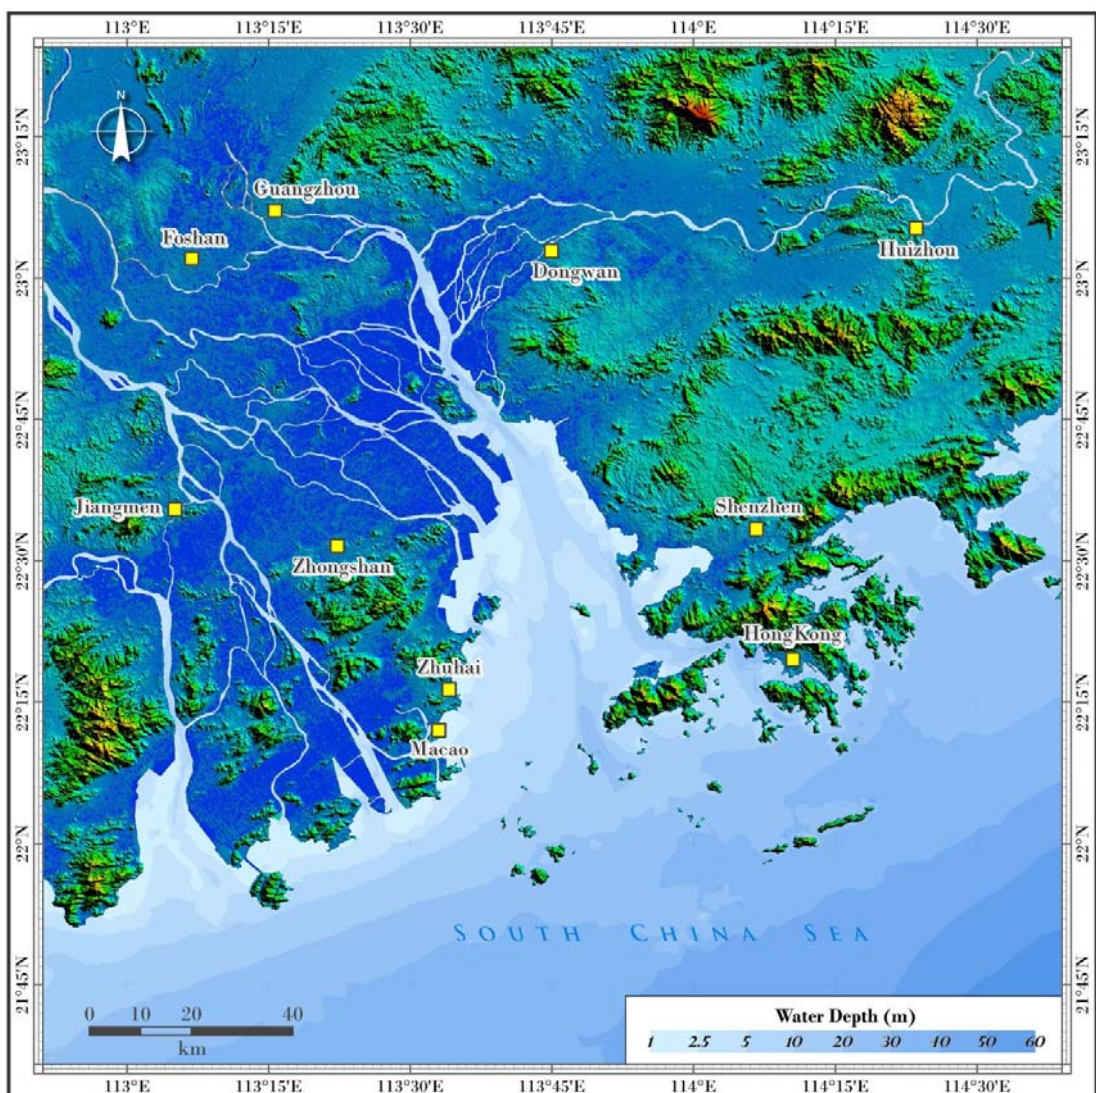 113°E 113°15'E 113°30'E 113°45'E 114°E 114°15'E 114°30'E
N
23°15'N 23°15'N
Guangzhou
Foshan
Huizhou
Dongwan
23°N 23°N
22°45'N 22°45'N
Jiangmen
Shenzhen
22°30'N 22°30'N
Zhongshan
HongKong
Zhuhai
22°15'N 22°15'N
Macao
22°N 22°N
SOUTH CHINA SEA
21°45'N 21°45'N
0 10 20 40
km
Water Depth (m)
1 2.5 5 10 20 30 40 50 60
113°E 113°15'E 113°30'E 113°45'E 114°E 114°15'E 114°30'E